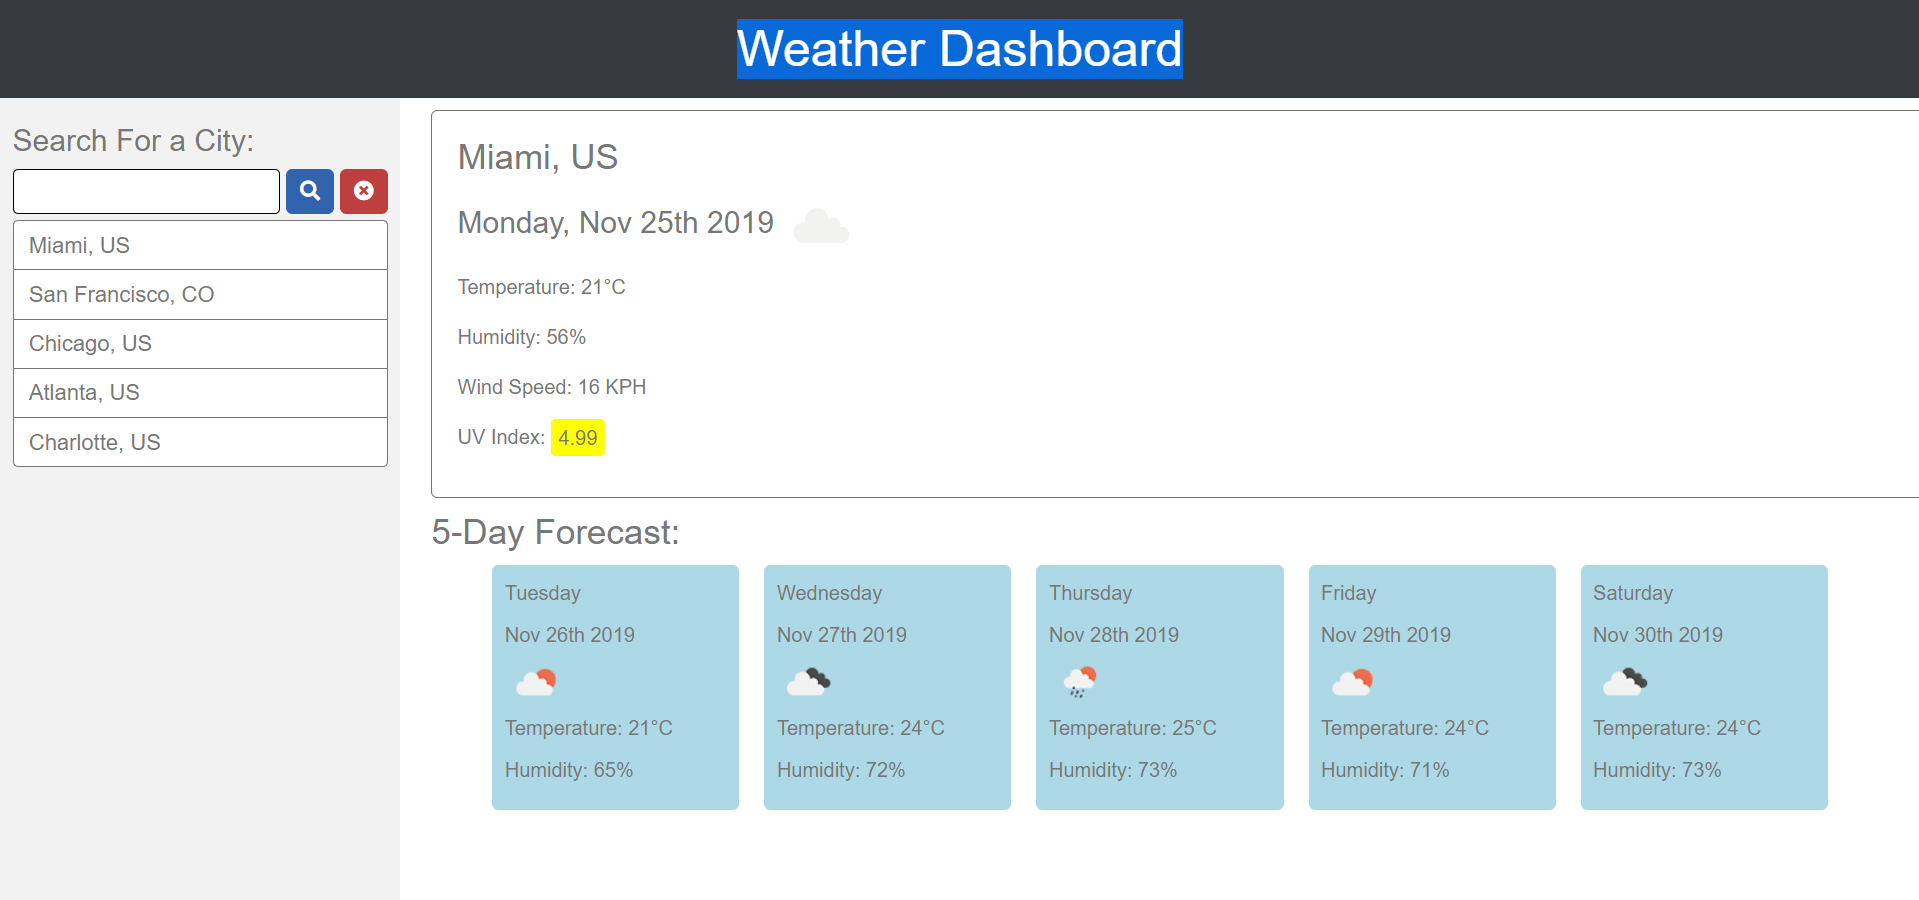 Weather Dashboard
Search For a City:
Miami, US
San Francisco, CO
Chicago, US
Atlanta, US
Charlotte, US
Miami, US
Monday, Nov 25th 2019
Temperature: 21°C
Humidity: 56%
Wind Speed: 16 KPH
UV Index: 4.99
5-Day Forecast:
Tuesday
Nov 26th 2019
Temperature: 21°C
Humidity: 65%
Wednesday
Nov 27th 2019
Temperature: 24°C
Humidity: 72%
Thursday
Nov 28th 2019
Temperature: 25°C
Humidity: 73%
Friday
Nov 29th 2019
Temperature: 24°C
Humidity: 71%
Saturday
Nov 30th 2019
Temperature: 24°C
Humidity: 73%